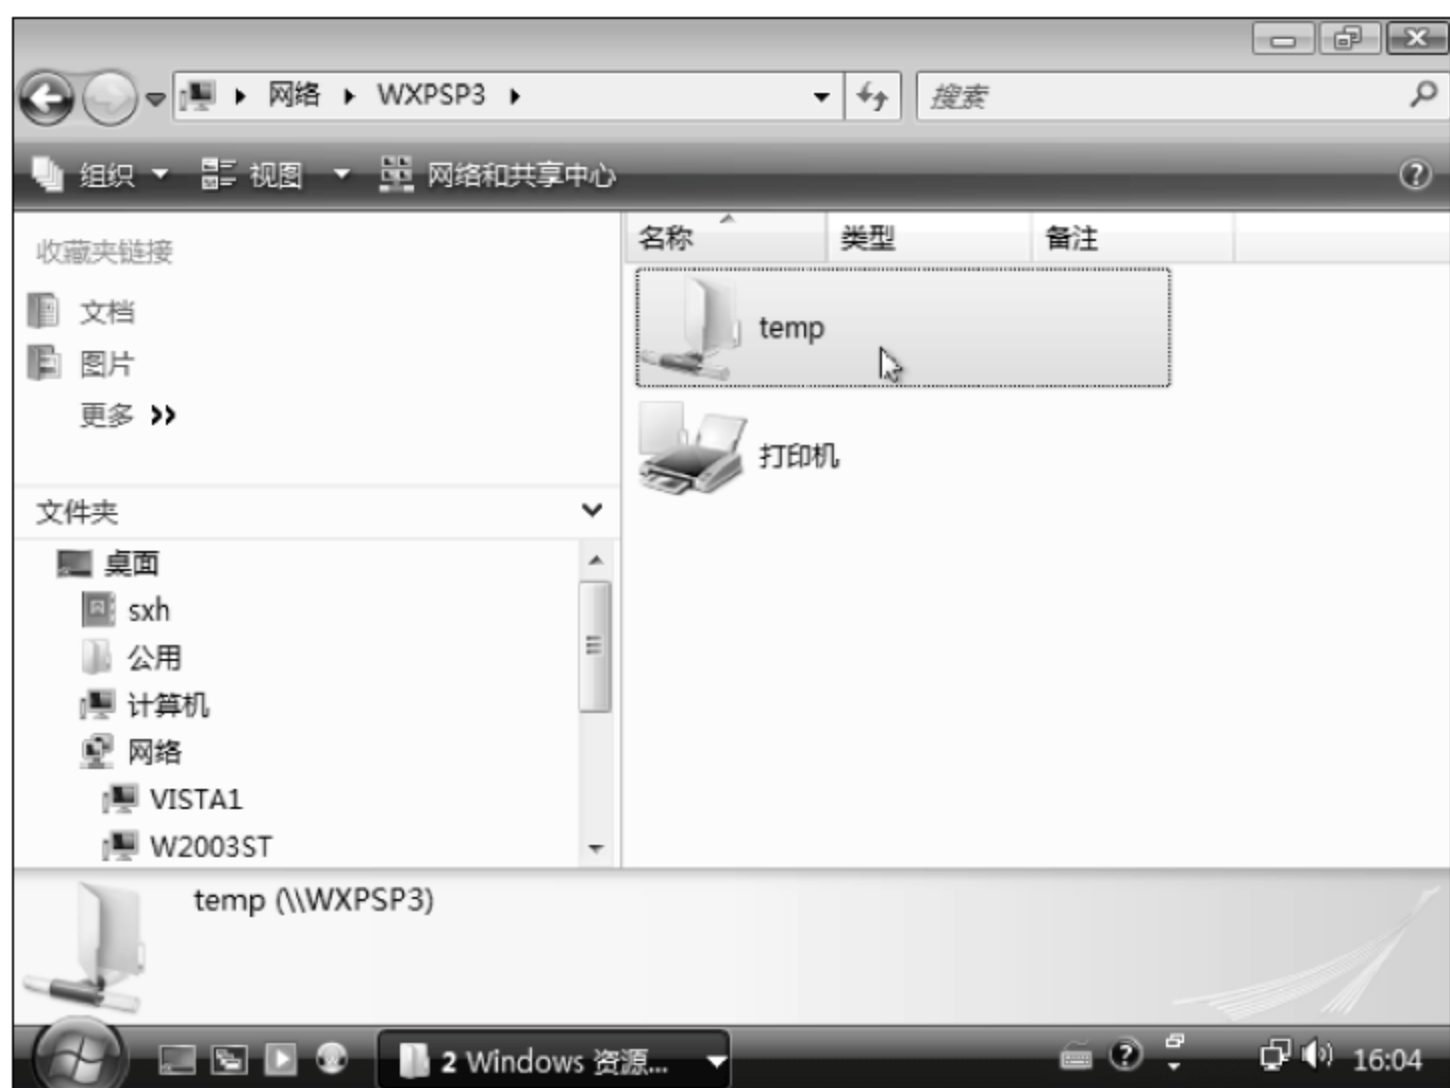 网络 WXPSP3
搜索
组织 视图 网络和共享中心
收藏夹链接
文档
图片
更多 >>
文件夹
桌面
sxh
公用
计算机
网络
VISTA1
W2003ST
名称 类型 备注
temp
打印机
temp (\\WXPSP3)
2 Windows 资源...
16:04